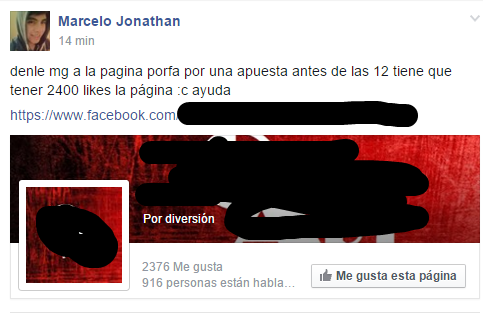 Marcelo Jonathan
14 min
denle mg a la pagina porfa por una apuesta antes de las 12 tiene que
tener 2400 likes la página :c ayuda
https://www.facebook.com/
Por diversión
2376 Me gusta
916 personas están habla...
Me gusta esta página